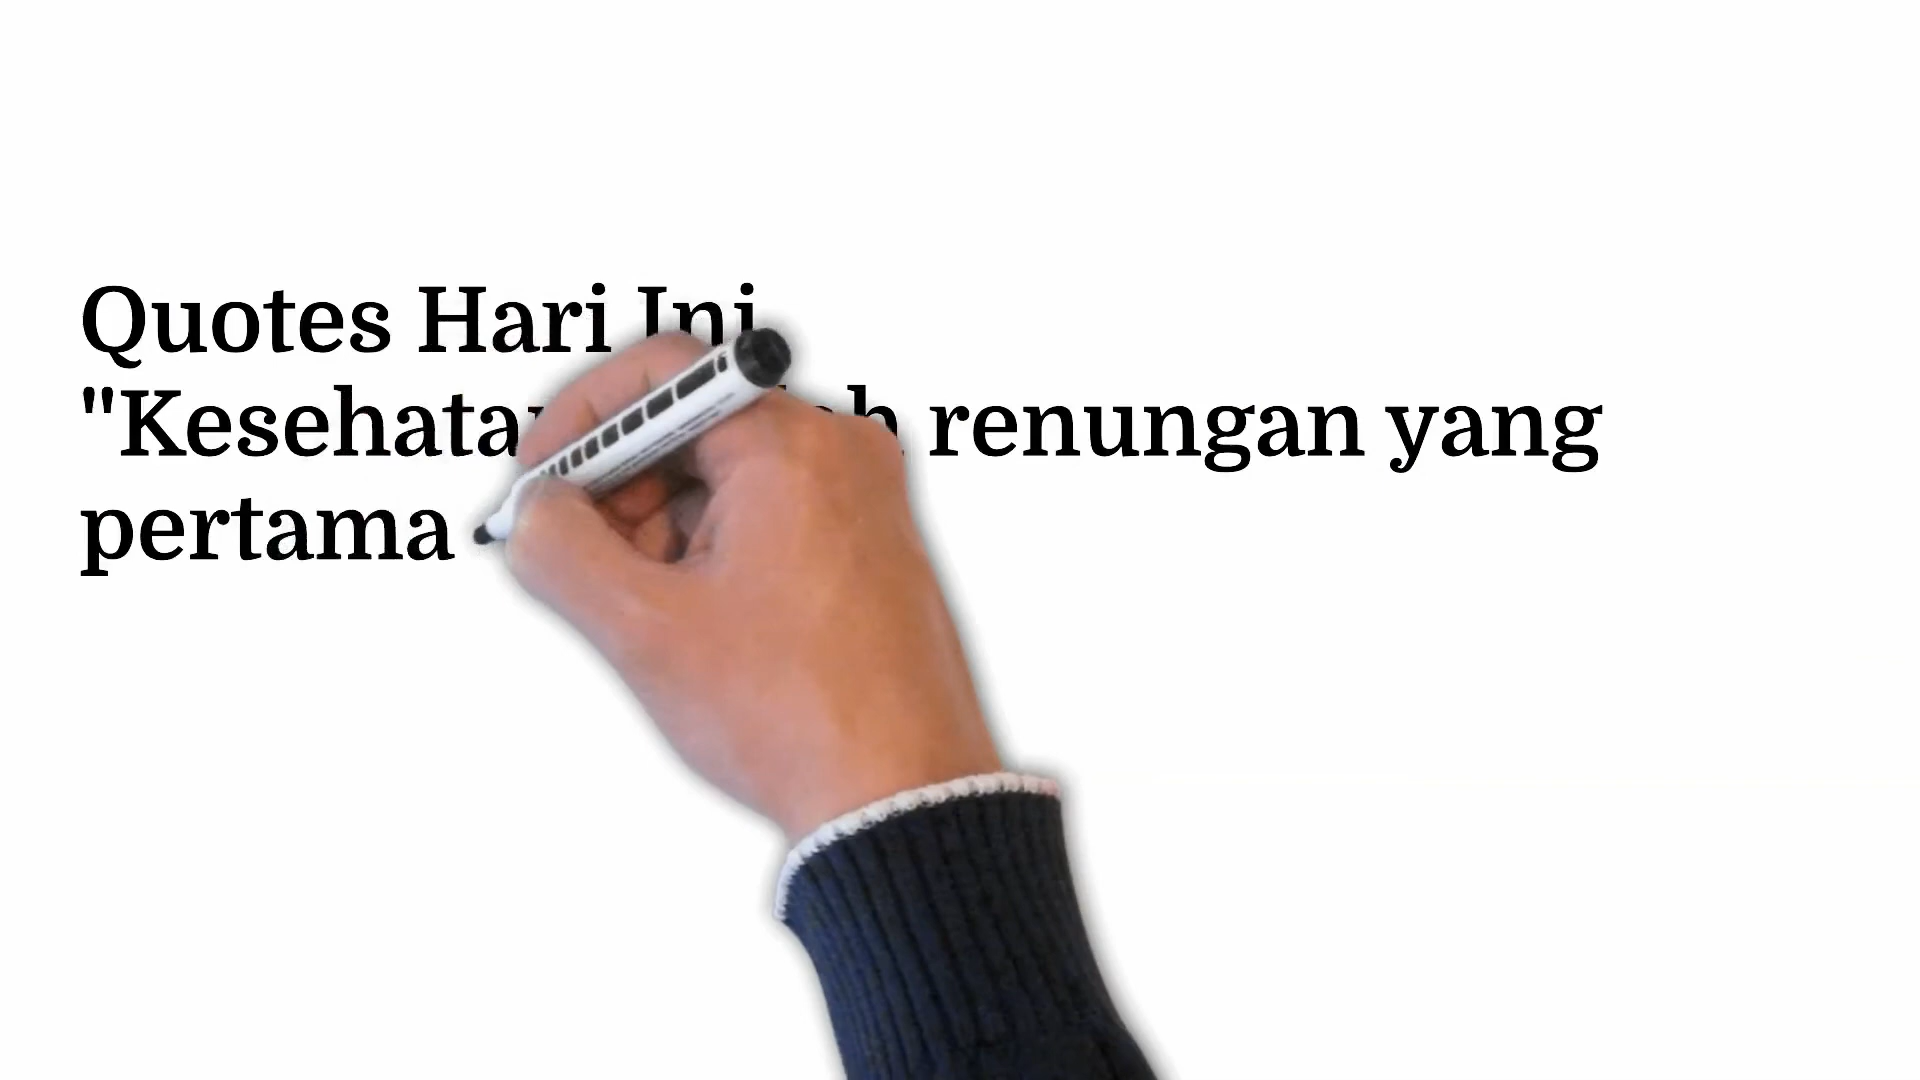 Quotes Hari Ini
"Kesehatan renungan yang
pertama